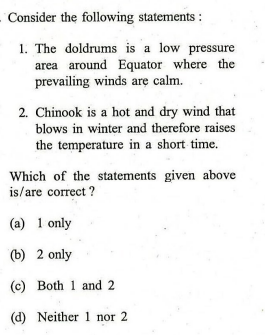 Consider the following statements :
1. The doldrums is a low pressure
area around Equator where the
prevailing winds are calm.
2. Chinook is a hot and dry wind that
blows in winter and therefore raises
the temperature in a short time.
Which of the statements given above
is/are correct ?
(a) 1 only
(b) 2 only
(c) Both 1 and 2
(d) Neither 1 nor 2